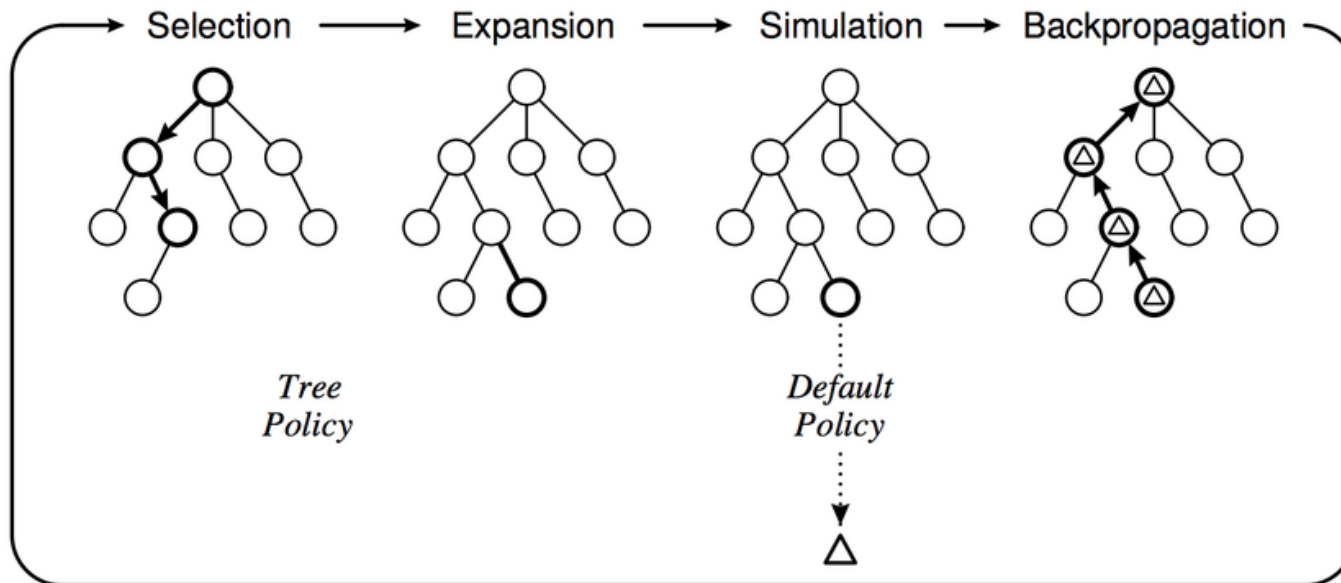 Selection
Expansion
Simulation
Backpropagation
Tree
Policy
Default
Policy